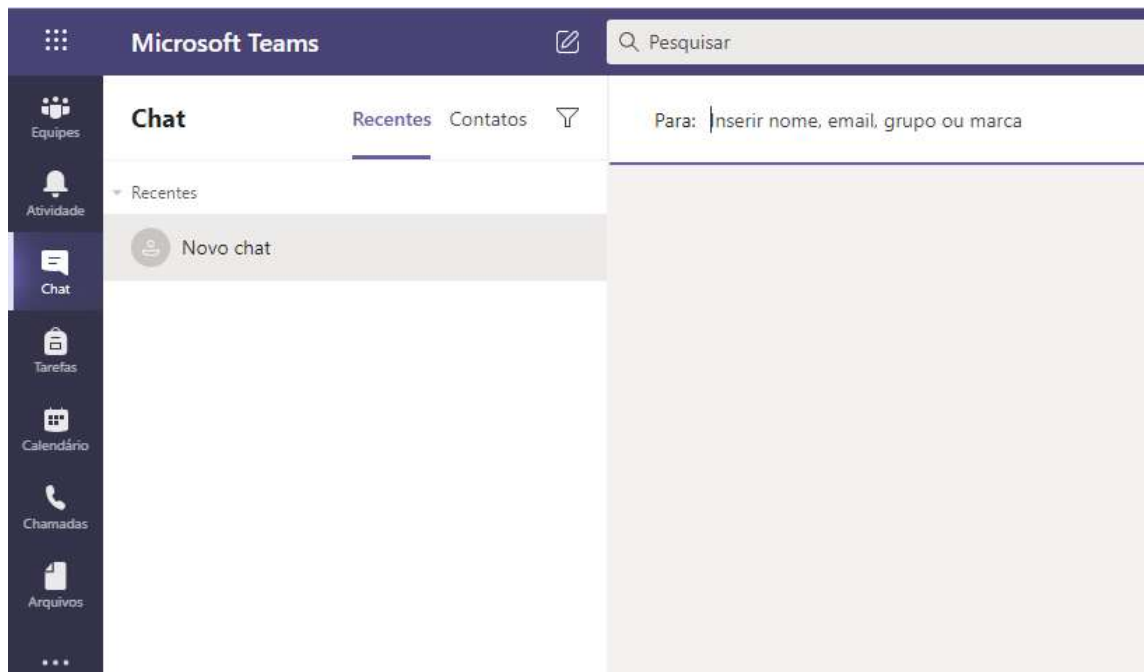 Microsoft Teams
Pesquisar
Equipes
Atividade
Chat
Tarefas
Calendário
Chamadas
Arquivos
Chat
Recentes Contatos
Recentes
Novo chat
Para: Inserir nome, email, grupo ou marca